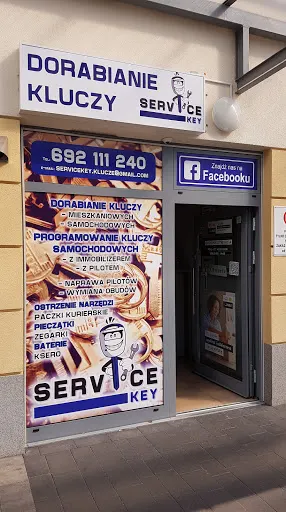 DORABIANIE
KLUCZY
SERVICE
KEY
TEL. 692 111 240
E-MAIL: SERVICEKEY.KLUCZE@GMAIL.COM
Znajdź nas na
Facebooku
DORABIANIE KLUCZY
- MIESZKANIOWYCH
- SAMOCHODOWYCH
PROGRAMOWANIE KLUCZY
SAMOCHODOWYCH
- Z IMMOBILIZEREM
- Z PILOTEM
- NAPRAWA PILOTÓW
- WYMIANA OBUDÓW
OSTRZENIE NARZĘDZI
PACZKI KURIERSKIE
PIECZĄTKI
ZEGARKI
BATERIE
KSERO
SERVICE
KEY